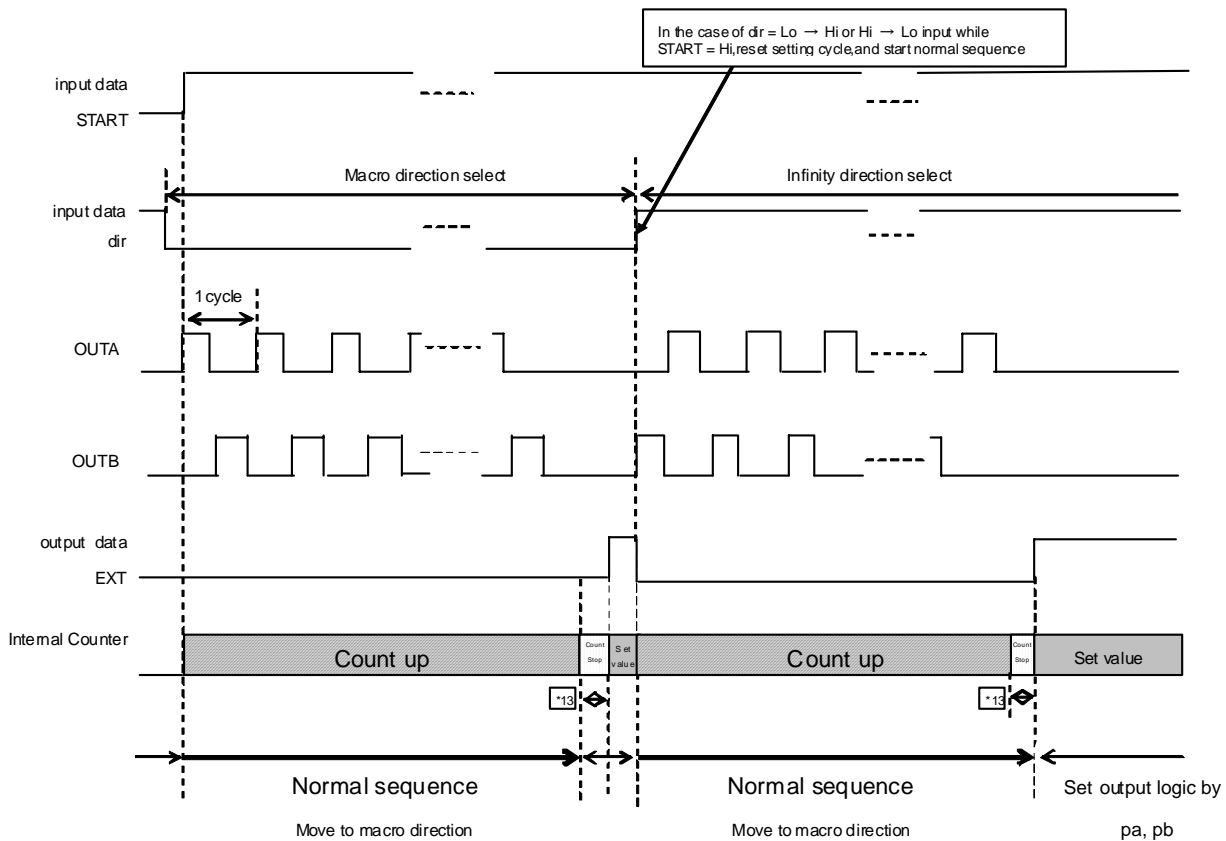 In the case of dir = Lo → Hi or Hi → Lo input while
START = Hi,reset setting cycle,and start normal sequence
input data
START
Macro direction select
Infinity direction select
input data
dir
1 cycle
OUTA
OUTB
output data
EXT
Internal Counter
Count up
Count
Stop
Set
value
Count up
Count
Stop
Set value
*13
*13
Normal sequence
Normal sequence
Set output logic by
Move to macro direction
Move to macro direction
pa, pb